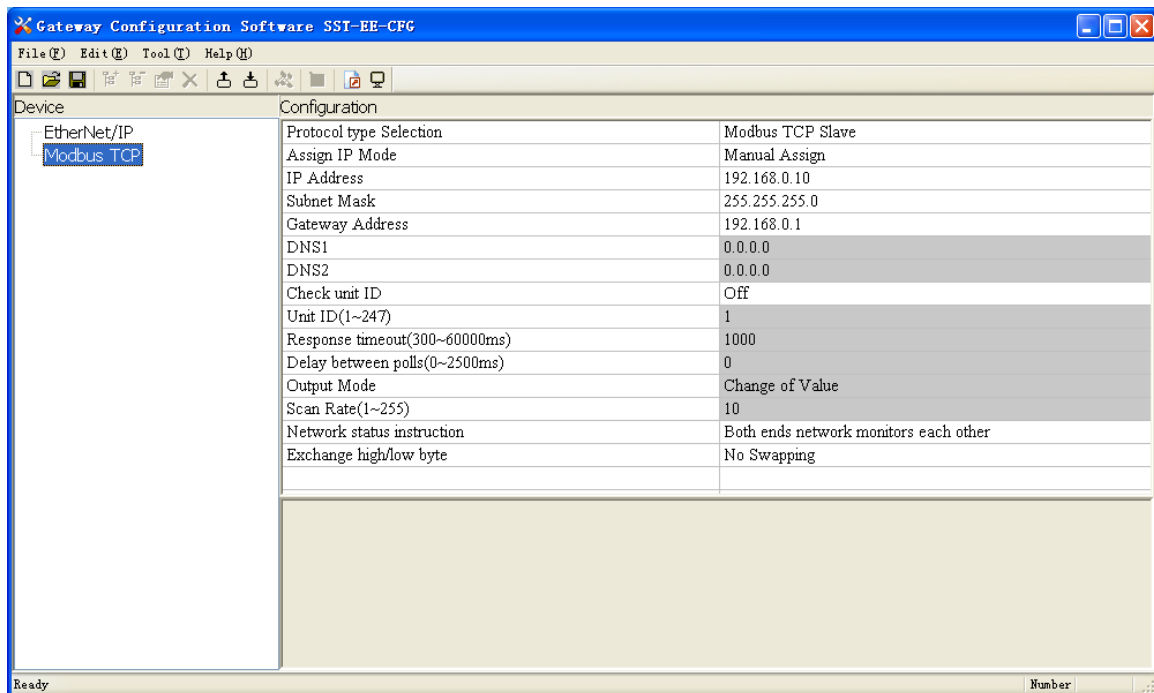 Gateway Configuration Software SST-EE-CFG
File(F) Edit(E) Tool(T) Help(H)
Device Configuration
EtherNet/IP
Modbus TCP
Protocol type Selection Modbus TCP Slave
Assign IP Mode Manual Assign
IP Address 192.168.0.10
Subnet Mask 255.255.255.0
Gateway Address 192.168.0.1
DNS1 0.0.0.0
DNS2 0.0.0.0
Check unit ID Off
Unit ID(1~247) 1
Response timeout(300~60000ms) 1000
Delay between polls(0~2500ms) 0
Output Mode Change of Value
Scan Rate(1~255) 10
Network status instruction Both ends network monitors each other
Exchange high/low byte No Swapping
Ready Number